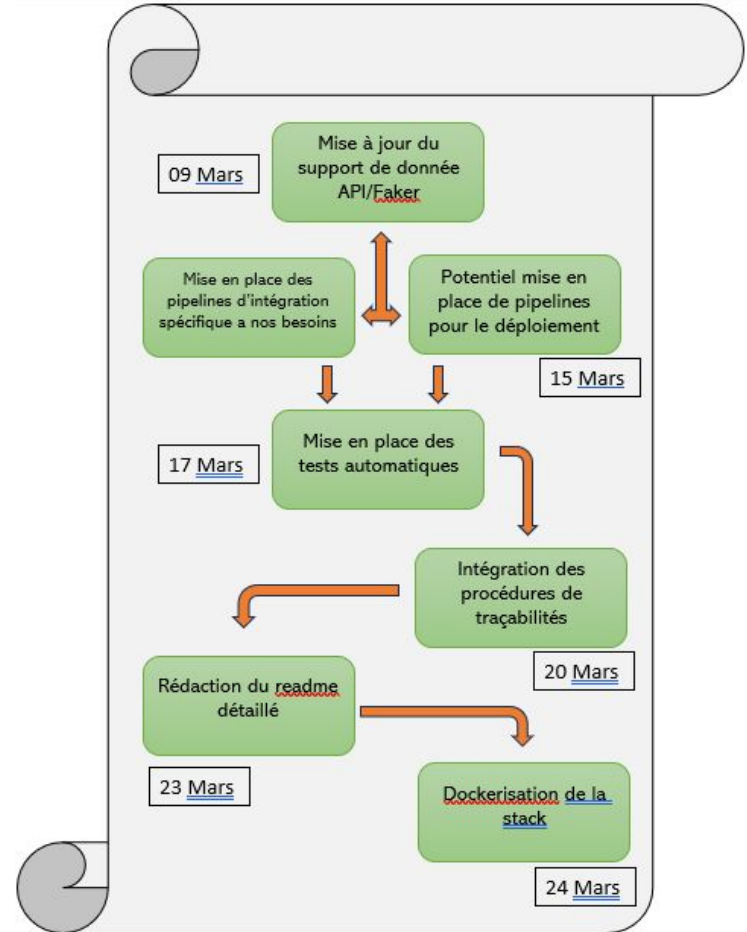 Mise à jour du
support de donnée
API/Faker
09 Mars
Mise en place des
pipelines d'intégration
spécifique a nos besoins
Potentiel mise en
place de pipelines
pour le déploiement
15 Mars
Mise en place des
tests automatiques
17 Mars
Intégration des
procédures de
traçabilités
20 Mars
Rédaction du readme
détaillé
23 Mars
Dockerisation de la
stack
24 Mars